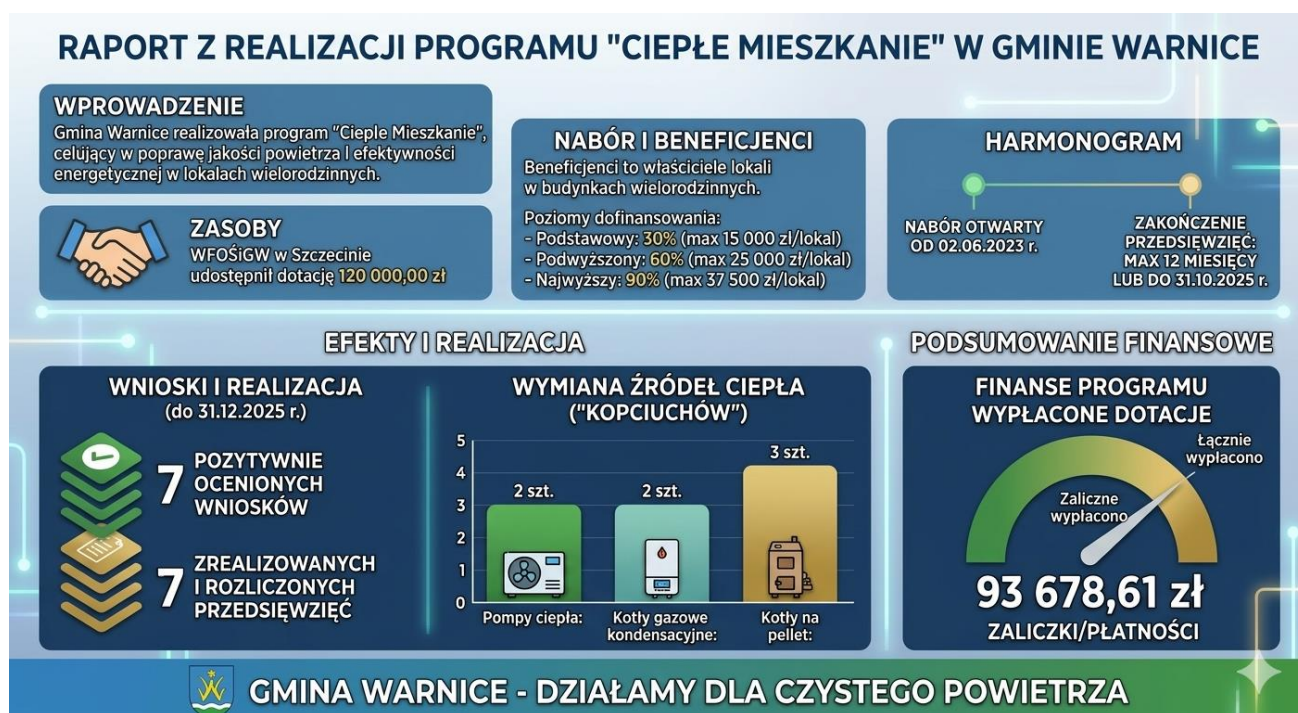 RAPORT Z REALIZACJI PROGRAMU "CIEPŁE MIESZKANIE" W GMINIE WARNICE
WPROWADZENIE
Gmina Warnice realizowała program "Cieple Mieszkanie",
celujący w poprawę jakości powietrza I efektywności
energetycznej w lokalach wielorodzinnych.
ZASOBY
WFOŚiGW w Szczecinie
udostępnił dotację 120 000,00 zł
NABÓR I BENEFICJENCI
Beneficjenci to właściciele lokali
w budynkach wielorodzinnych.
Poziomy dofinansowania:
- Podstawowy: 30% (max 15 000 zł/lokal)
- Podwyższony: 60% (max 25 000 zł/lokal)
- Najwyższy: 90% (max 37 500 zł/lokal)
HARMONOGRAM
NABÓR OTWARTY
OD 02.06.2023 r.
ZAKOŃCZENIE
PRZEDSIĘWZIĘĆ:
MAX 12 MIESIĘCY
LUB DO 31.10.2025 r.
EFEKTY I REALIZACJA
WNIOSKI I REALIZACJA
(do 31.12.2025 r.)
7 POZYTYWNIE
OCENIONYCH
WNIOSKÓW
7 ZREALIZOWANYCH
I ROZLICZONYCH
PRZEDSIĘWZIĘĆ
WYMIANA ŹRÓDEŁ CIEPŁA
("KOPCIUCHÓW")
5
4
3
2
1
0
2 szt.
2 szt.
3 szt.
Pompy ciepła:
Kotły gazowe
kondensacyjne:
Kotły na
pellet:
PODSUMOWANIE FINANSOWE
FINANSE PROGRAMU
WYPŁACONE DOTACJE
Łącznie
wypłacono
Zaliczne
wypłacono
93 678,61 zł
ZALICZKI/PŁATNOŚCI
GMINA WARNICE - DZIAŁAMY DLA CZYSTEGO POWIETRZA